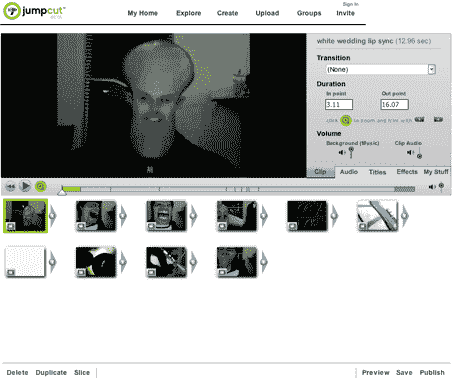 Sign in
jumpcut
BETA
My Home Explore Create Upload Groups Invite
white wedding lip sync (12.96 sec)
Transition
(None)
Duration
In point Out point
3.11 16.07
click to zoom and trim with
Volume
Background (Music) Clip Audio
Clip Audio Titles Effects My Stuff
Delete Duplicate Slice Preview Save Publish